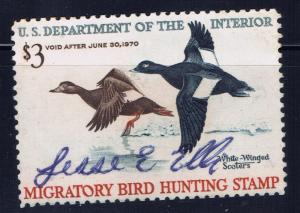 U.S. DEPARTMENT OF THE INTERIOR
$3 VOID AFTER JUNE 30, 1970
White-Winged
Scoters
Jesse E
MIGRATORY BIRD HUNTING STAMP